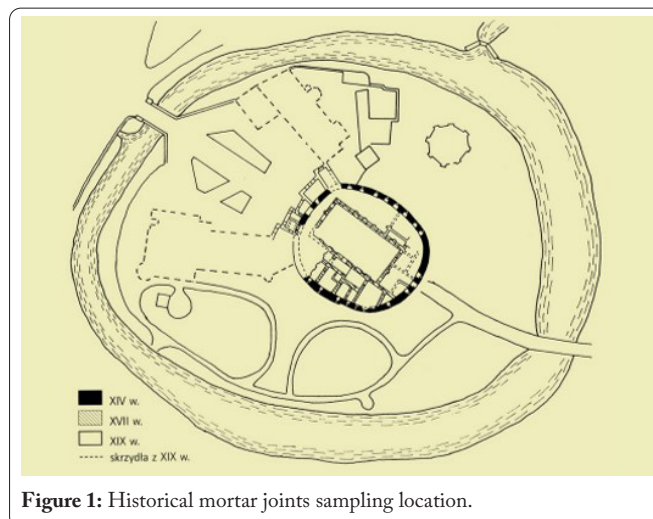 XIV w.
XVII w.
XIX w.
skrzydła z XIX w.
Figure 1: Historical mortar joints sampling location.